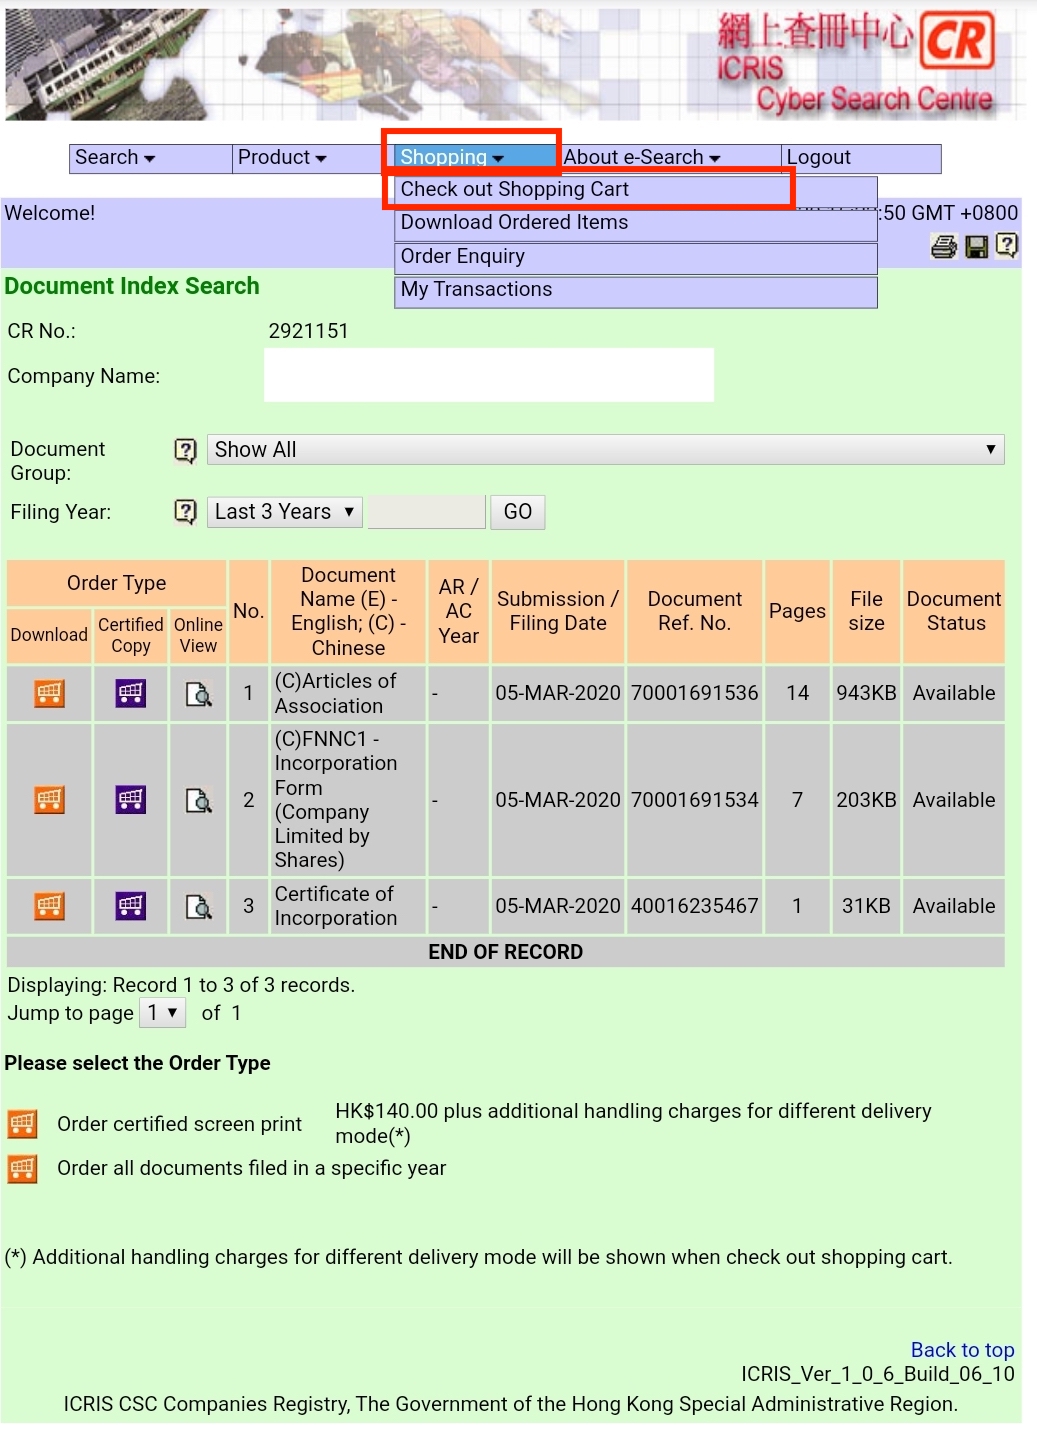 網上查冊中心
CR
ICRIS
Cyber Search Centre
Search Product Shopping About e-Search Logout
Check out Shopping Cart
Welcome! :50 GMT +0800
Download Ordered Items
Order Enquiry
Document Index Search
My Transactions
CR No.: 2921151
Company Name:
Document Group: Show All
Filing Year: Last 3 Years GO
Order Type
Download
Certified
Copy
Online
View
No.
Document
Name (E) -
English; (C) -
Chinese
AR /
AC
Year
Submission /
Filing Date
Document
Ref. No.
Pages
File
size
Document
Status
1 (C)Articles of
Association
- 05-MAR-2020 70001691536 14 943KB Available
2 (C)FNNC1 -
Incorporation
Form
(Company
Limited by
Shares)
- 05-MAR-2020 70001691534 7 203KB Available
3 Certificate of
Incorporation
- 05-MAR-2020 40016235467 1 31KB Available
END OF RECORD
Displaying: Record 1 to 3 of 3 records.
Jump to page 1 of 1
Please select the Order Type
Order certified screen print
HK$140.00 plus additional handling charges for different delivery
mode(*)
Order all documents filed in a specific year
(*) Additional handling charges for different delivery mode will be shown when check out shopping cart.
Back to top
ICRIS_Ver_1_0_6_Build_06_10
ICRIS CSC Companies Registry, The Government of the Hong Kong Special Administrative Region.